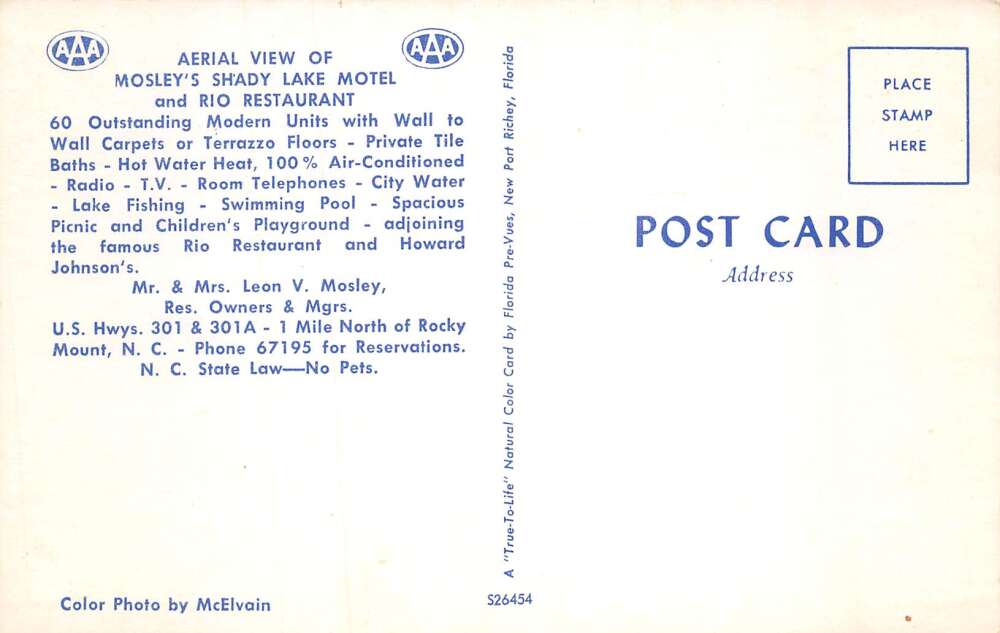 AAA
AAA
AERIAL VIEW OF
MOSLEY'S SHADY LAKE MOTEL
and RIO RESTAURANT
60 Outstanding Modern Units with Wall to
Wall Carpets or Terrazzo Floors - Private Tile
Baths - Hot Water Heat, 100% Air-Conditioned
- Radio - T.V. - Room Telephones - City Water
- Lake Fishing - Swimming Pool - Spacious
Picnic and Children's Playground - adjoining
the famous Rio Restaurant and Howard
Johnson's.
Mr. & Mrs. Leon V. Mosley,
Res. Owners & Mgrs.
U.S. Hwys. 301 & 301A - 1 Mile North of Rocky
Mount, N. C. - Phone 67195 for Reservations.
N. C. State Law—No Pets.
Color Photo by McElvain
A "True-To-Life" Natural Color Card by Florida Pre-Vues, New Port Richey, Florida
S26454
PLACE
STAMP
HERE
POST CARD
Address